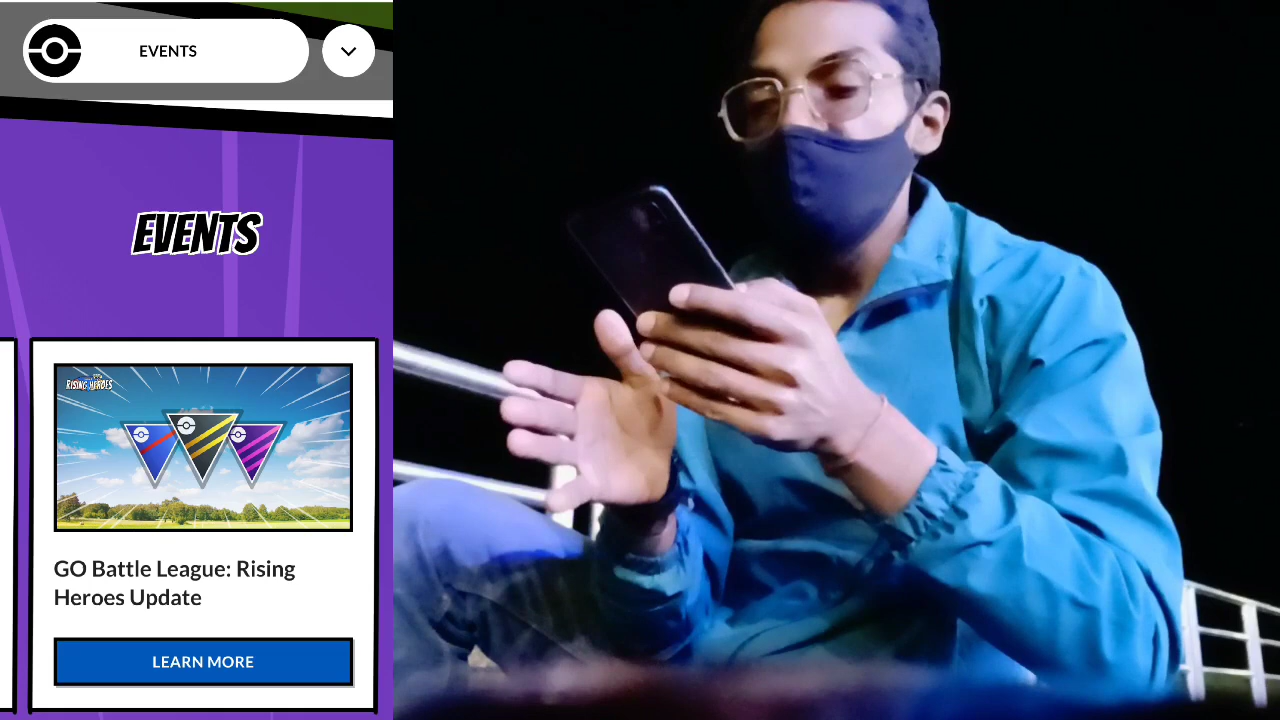 EVENTS
EVENTS
RISING HEROES
GO Battle League: Rising
Heroes Update
LEARN MORE